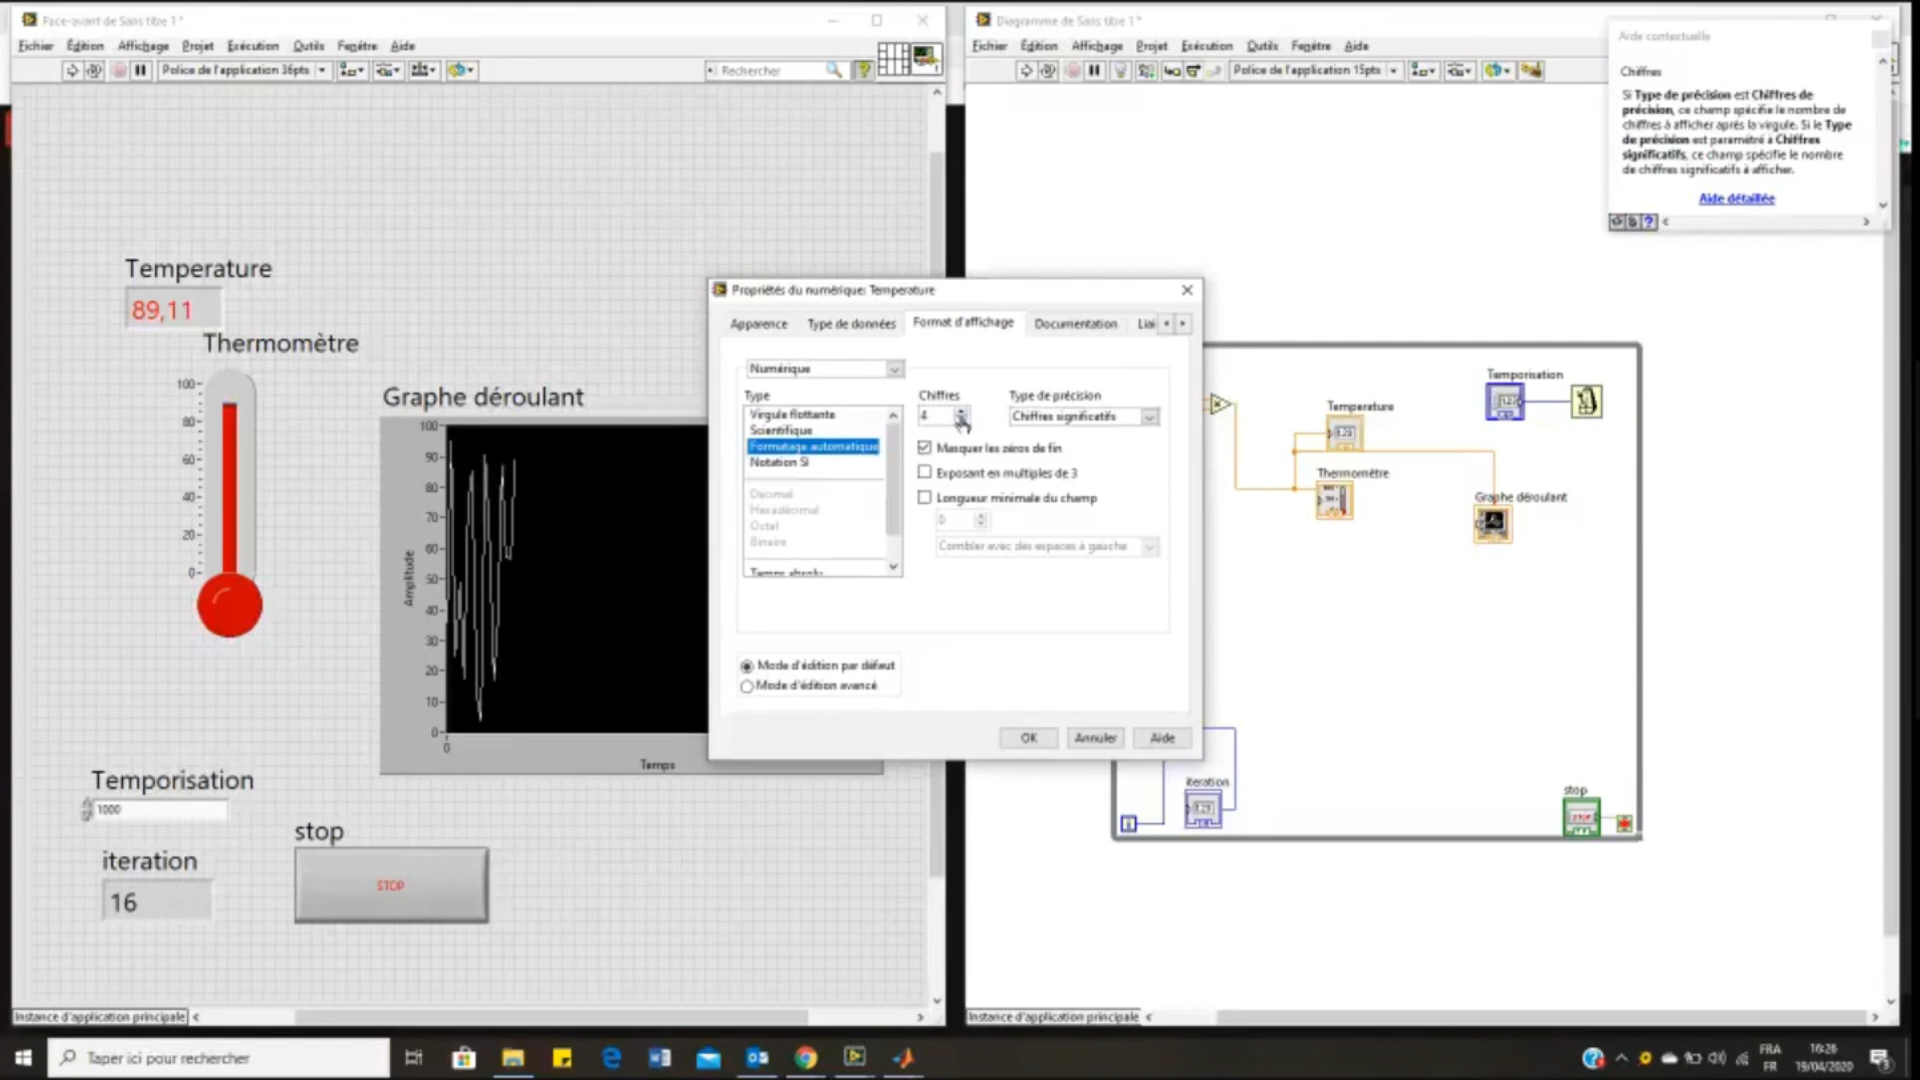 Face-avant de Sans titre 1 *
Fichier Édition Affichage Projet Exécution Outils Fenêtre Aide
Police de l'application 36pts
Rechercher
Temperature
89,11
Thermomètre
100
80
60
40
20
0
Graphe déroulant
100
90
80
70
60
50
40
30
20
10
0
0
Amplitude
Temps
Temporisation
1000
iteration
16
stop
STOP
Instance d'application principale
Propriétés du numérique: Temperature
Apparence Type de données Format d'affichage Documentation Liai
Numérique
Type
Virgule flottante
Scientifique
Formatage automatique
Notation SI
Décimal
Hexadécimal
Octal
Binaire
Temps absolu
Chiffres
4
Type de précision
Chiffres significatifs
Masquer les zéros de fin
Exposant en multiples de 3
Longueur minimale du champ
0
Combler avec des espaces à gauche
Mode d'édition par défaut
Mode d'édition avancé
OK Annuler Aide
Diagramme de Sans titre 1 *
Fichier Édition Affichage Projet Exécution Outils Fenêtre Aide
Police de l'application 15pts
Aide contextuelle
Chiffres
Si Type de précision est Chiffres de
précision, ce champ spécifie le nombre de
chiffres à afficher après la virgule. Si le Type
de précision est paramétré à Chiffres
significatifs, ce champ spécifie le nombre
de chiffres significatifs à afficher.
Aide détaillée
Temporisation
Temperature
Thermomètre
Graphe déroulant
iteration
stop
Instance d'application principale
Taper ici pour rechercher
FRA
FR
16:26
19/04/2020